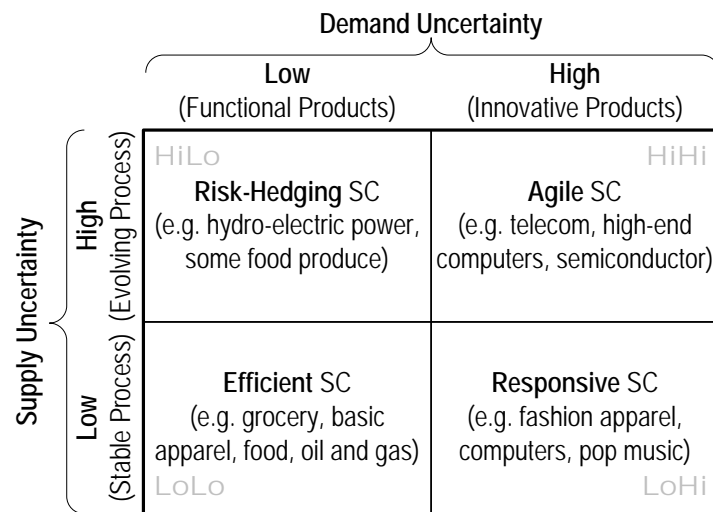 Demand Uncertainty
Low
(Functional Products)
High
(Innovative Products)
Supply Uncertainty
High
(Evolving Process)
HiLo
Risk-Hedging SC
(e.g. hydro-electric power,
some food produce)
HiHi
Agile SC
(e.g. telecom, high-end
computers, semiconductor)
Low
(Stable Process)
Efficient SC
(e.g. grocery, basic
apparel, food, oil and gas)
LoLo
Responsive SC
(e.g. fashion apparel,
computers, pop music)
LoHi